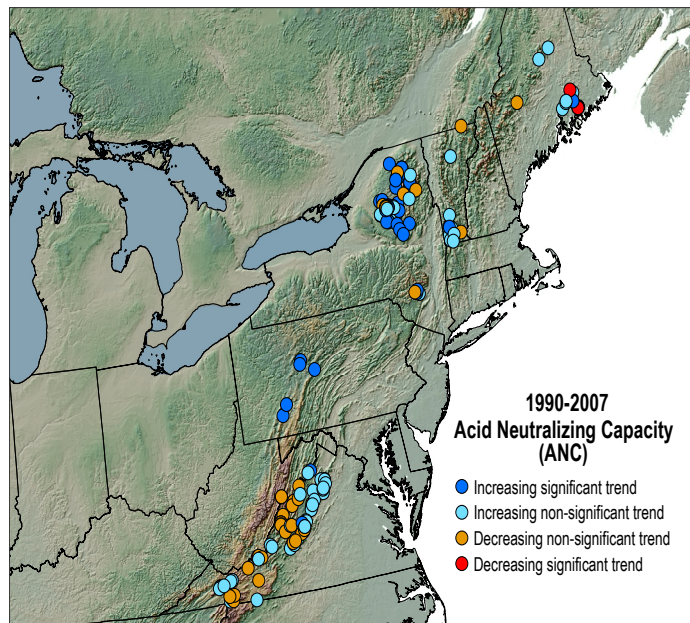 1990-2007
Acid Neutralizing Capacity
(ANC)
Increasing significant trend
Increasing non-significant trend
Decreasing non-significant trend
Decreasing significant trend